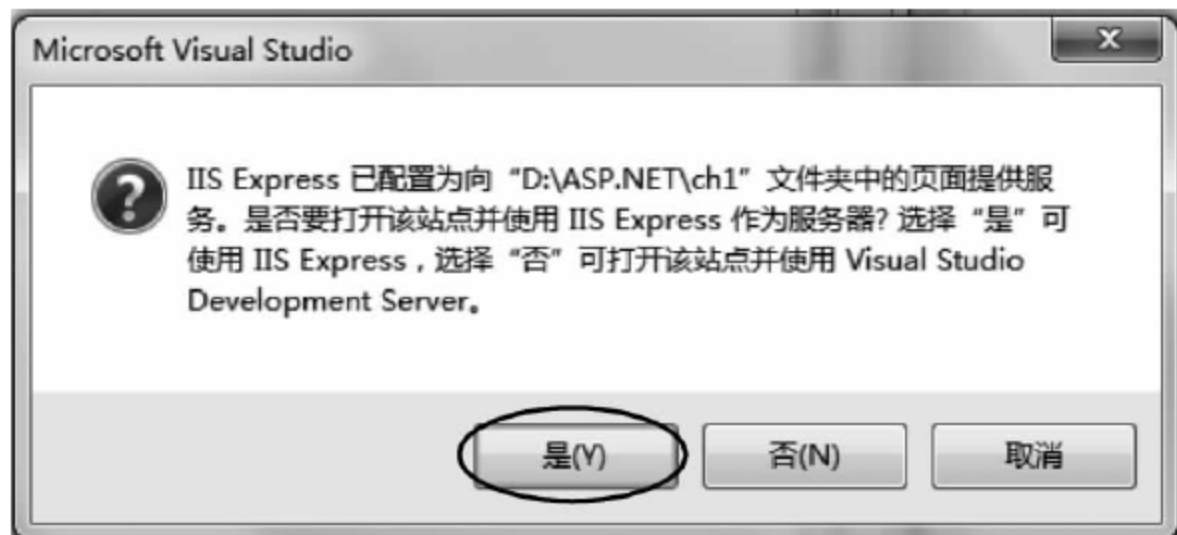 Microsoft Visual Studio
IIS Express 已配置为向“D:\ASP.NET\ch1”文件夹中的页面提供服
务。是否要打开该站点并使用 IIS Express 作为服务器? 选择“是”可
使用 IIS Express，选择“否”可打开该站点并使用 Visual Studio
Development Server。
是(Y)
否(N)
取消